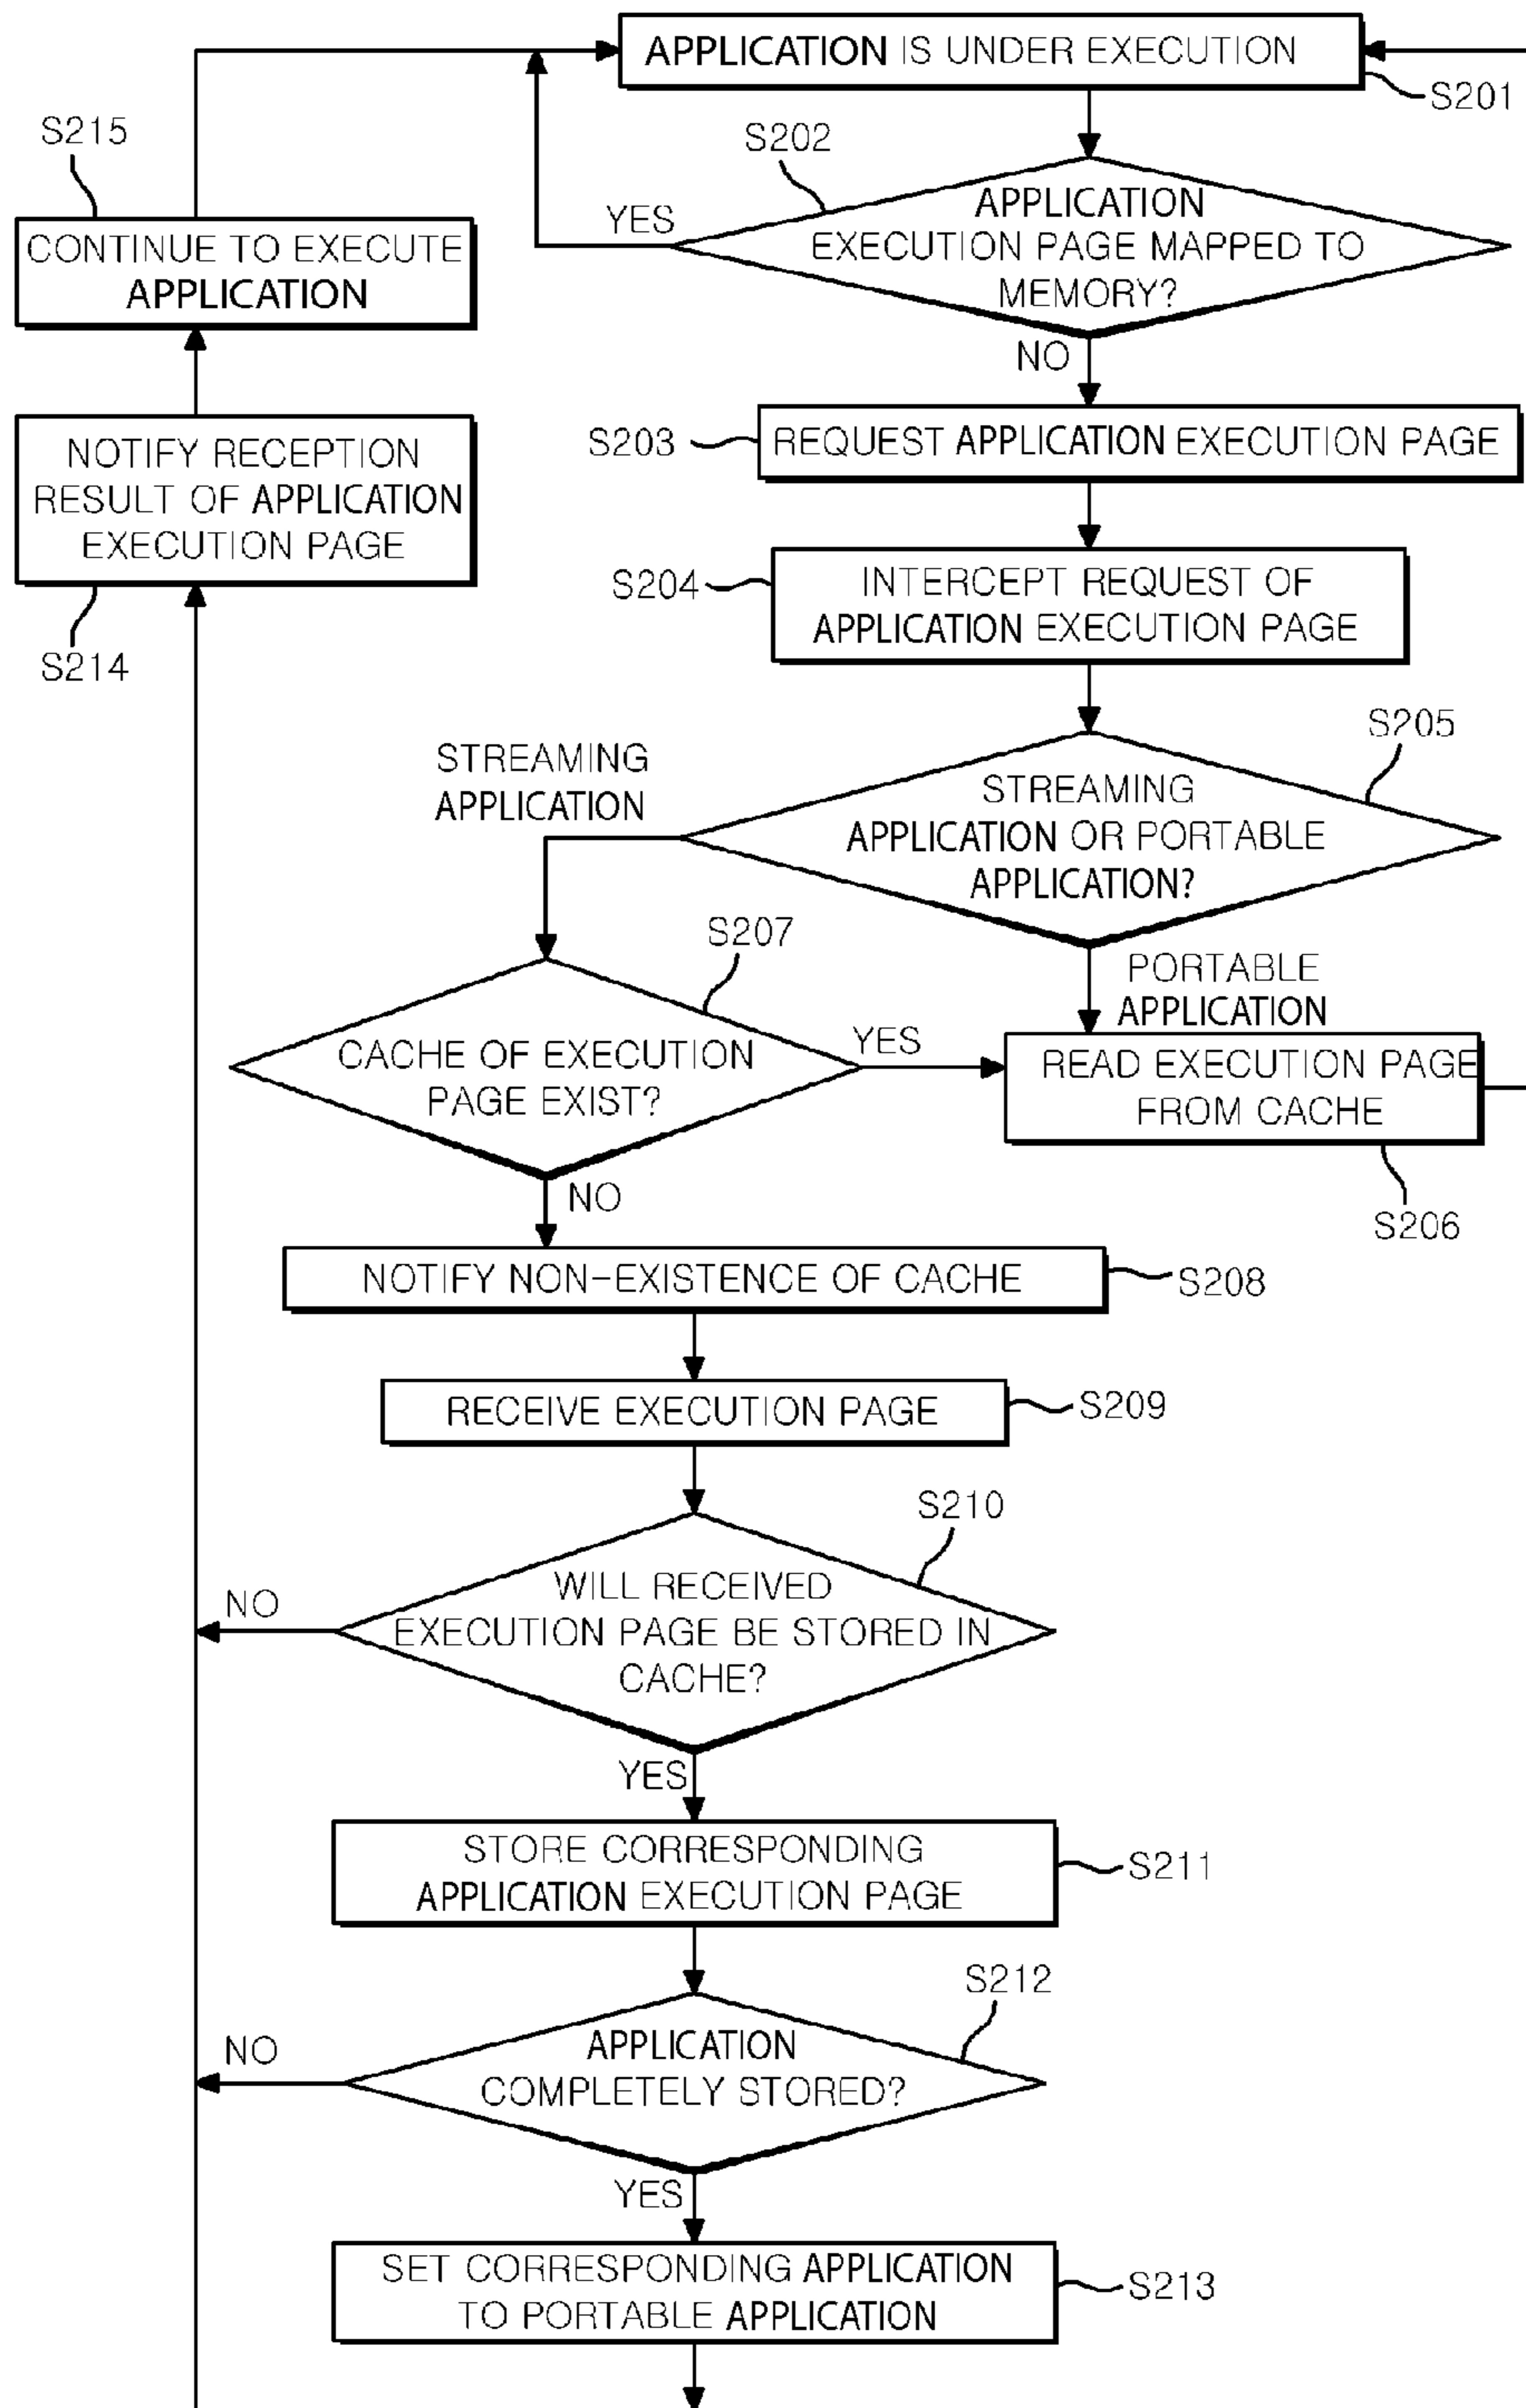 APPLICATION IS UNDER EXECUTION
S201
S215
S202
APPLICATION
EXECUTION PAGE MAPPED TO
MEMORY?
YES
CONTINUE TO EXECUTE
APPLICATION
NO
S203
REQUEST APPLICATION EXECUTION PAGE
NOTIFY RECEPTION
RESULT OF APPLICATION
EXECUTION PAGE
S204
INTERCEPT REQUEST OF
APPLICATION EXECUTION PAGE
S214
S205
STREAMING
APPLICATION
STREAMING
APPLICATION OR PORTABLE
APPLICATION?
S207
PORTABLE
APPLICATION
CACHE OF EXECUTION
PAGE EXIST?
YES
READ EXECUTION PAGE
FROM CACHE
NO
S206
NOTIFY NON-EXISTENCE OF CACHE
S208
RECEIVE EXECUTION PAGE
S209
S210
WILL RECEIVED
EXECUTION PAGE BE STORED IN
CACHE?
NO
YES
STORE CORRESPONDING
APPLICATION EXECUTION PAGE
S211
S212
APPLICATION
COMPLETELY STORED?
NO
YES
SET CORRESPONDING APPLICATION
TO PORTABLE APPLICATION
S213